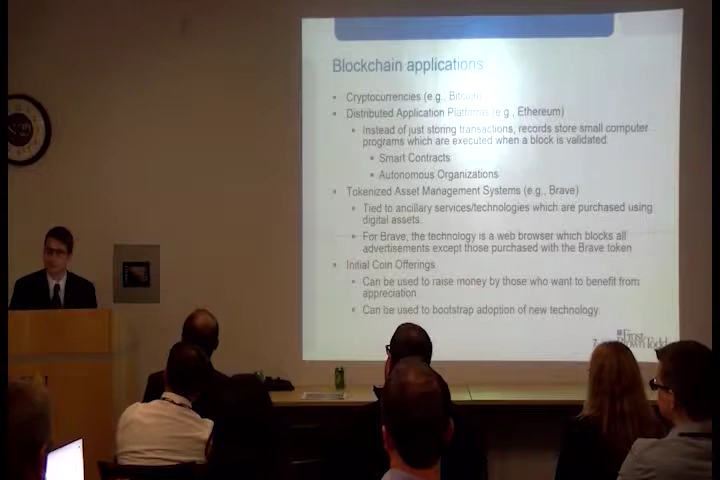 Blockchain applications
• Cryptocurrencies (e.g., Bitcoin)
• Distributed Application Platforms (e.g., Ethereum)
• Instead of just storing transactions, records store small computer
programs which are executed when a block is validated.
• Smart Contracts
• Autonomous Organizations
• Tokenized Asset Management Systems (e.g., Brave)
• Tied to ancillary services/technologies which are purchased using
digital assets.
• For Brave, the technology is a web browser which blocks all
advertisements except those purchased with the Brave token
• Initial Coin Offerings
• Can be used to raise money by those who want to benefit from
appreciation
• Can be used to bootstrap adoption of new technology.
Frost
Brown Todd